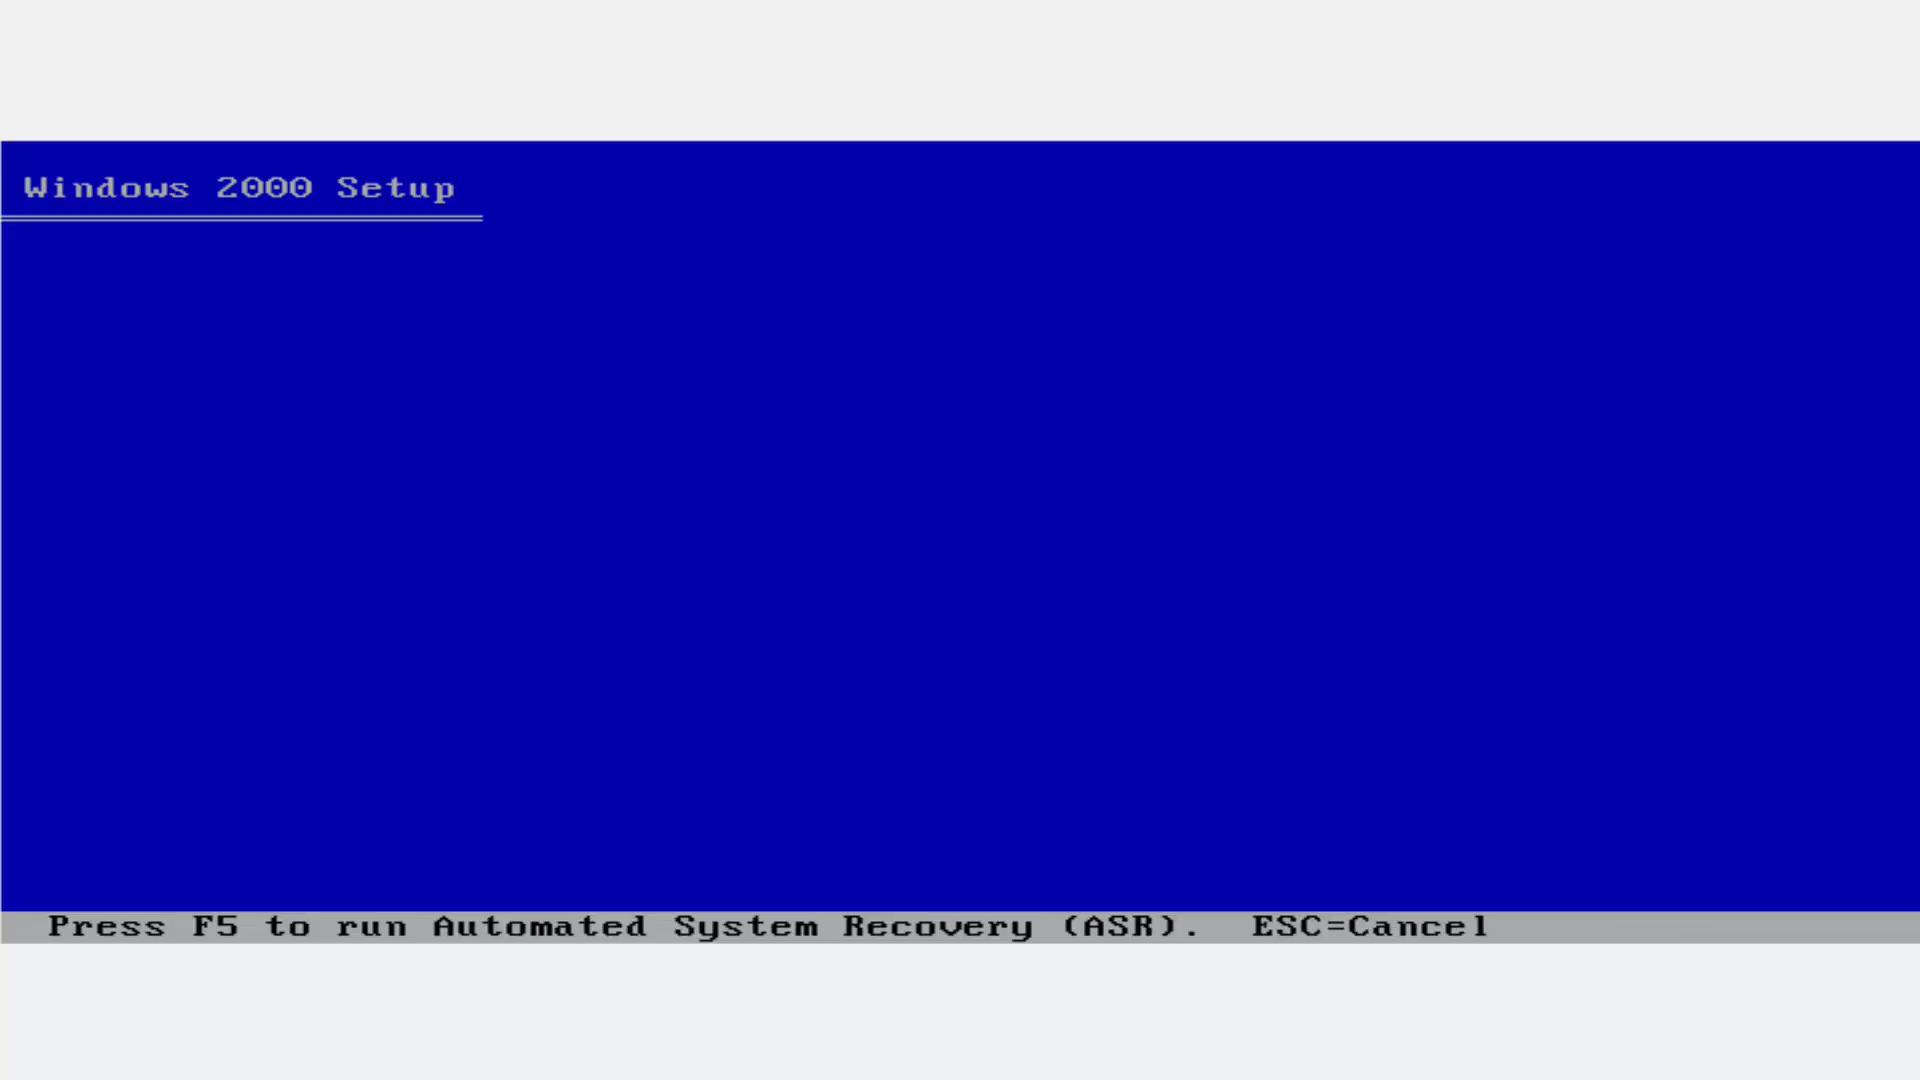 Windows 2000 Setup
Press F5 to run Automated System Recovery (ASR). ESC=Cancel